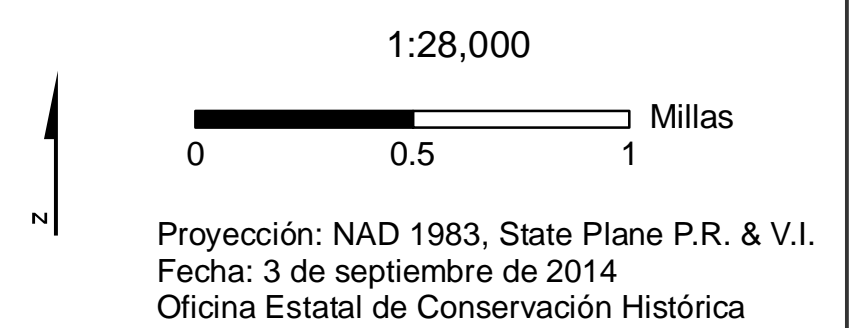 1:28,000
Millas
0 0.5 1
N
Proyección: NAD 1983, State Plane P.R. & V.I.
Fecha: 3 de septiembre de 2014
Oficina Estatal de Conservación Histórica